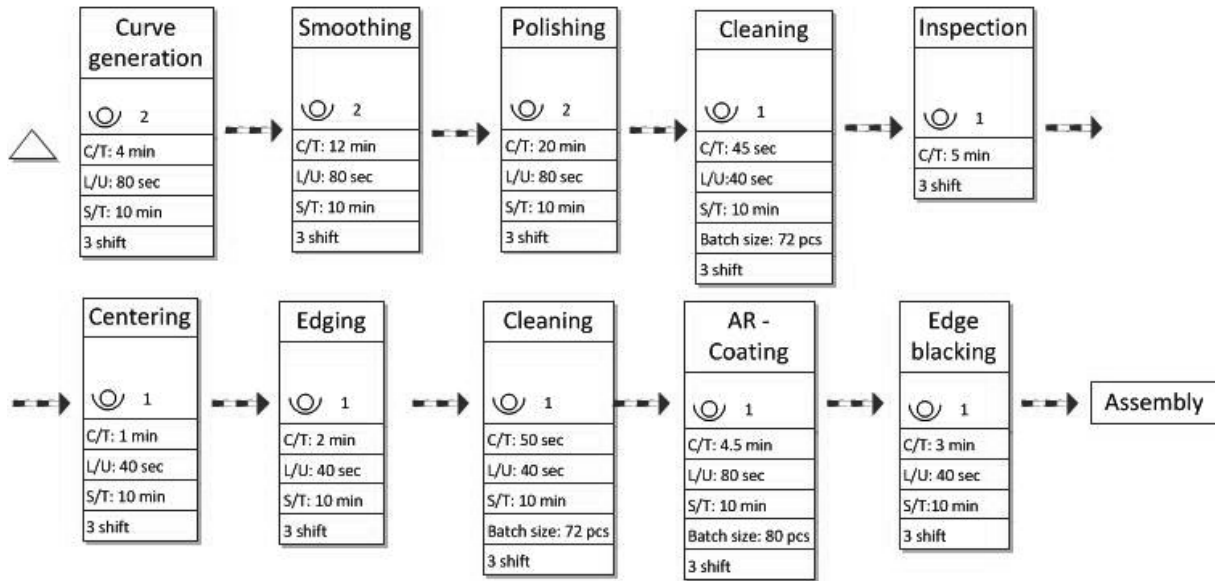 Curve
generation
2
C/T: 4 min
L/U: 80 sec
S/T: 10 min
3 shift
Smoothing
2
C/T: 12 min
L/U: 80 sec
S/T: 10 min
3 shift
Polishing
2
C/T: 20 min
L/U: 80 sec
S/T: 10 min
3 shift
Cleaning
1
C/T: 45 sec
L/U:40 sec
S/T: 10 min
Batch size: 72 pcs
3 shift
Inspection
1
C/T: 5 min
3 shift
Centering
1
C/T: 1 min
L/U: 40 sec
S/T: 10 min
3 shift
Edging
1
C/T: 2 min
L/U: 40 sec
S/T: 10 min
3 shift
Cleaning
1
C/T: 50 sec
L/U: 40 sec
S/T: 10 min
Batch size: 72 pcs
3 shift
AR -
Coating
1
C/T: 4.5 min
L/U: 80 sec
S/T: 10 min
Batch size: 80 pcs
3 shift
Edge
blacking
1
C/T: 3 min
L/U: 40 sec
S/T:10 min
3 shift
Assembly